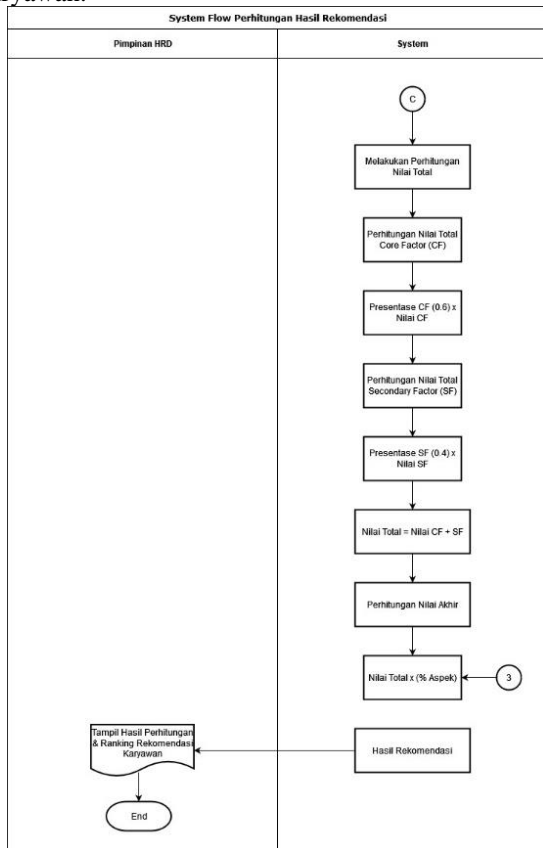 System Flow Perhitungan Hasil Rekomendasi
Pimpinan HRD
System
C
Melakukan Perhitungan
Nilai Total
Perhitungan Nilai Total
Core Factor (CF)
Presentase CF (0.6) x
Nilai CF
Perhitungan Nilai Total
Secondary Factor (SF)
Presentase SF (0.4) x
Nilai SF
Nilai Total = Nilai CF + SF
Perhitungan Nilai Akhir
Nilai Total x (% Aspek)
3
Hasil Rekomendasi
Tampil Hasil Perhitungan
& Ranking Rekomendasi
Karyawan
End